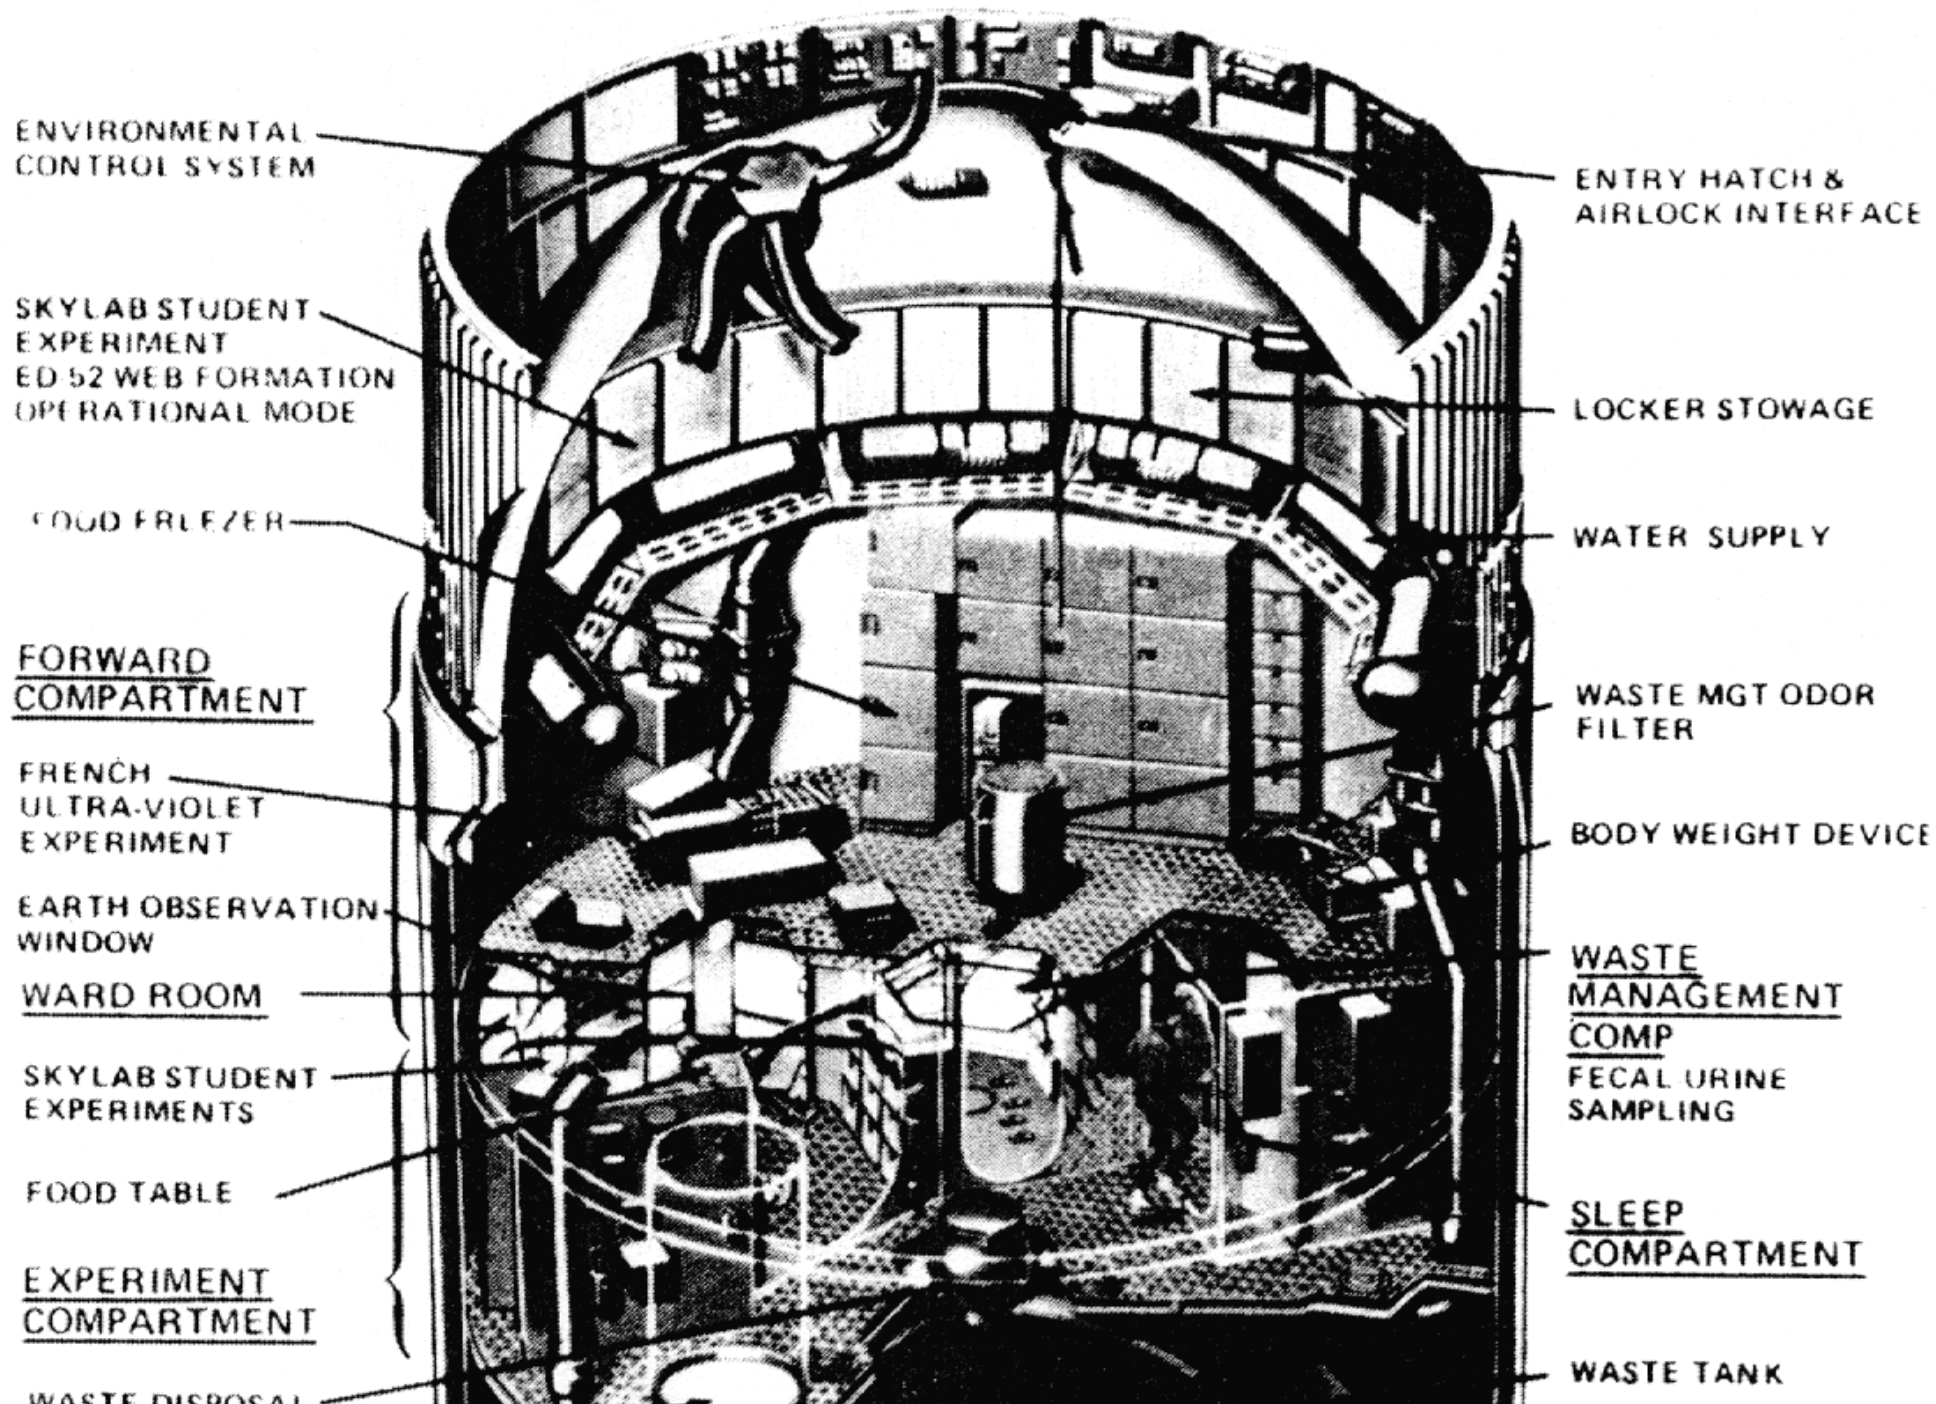 ENVIRONMENTAL
CONTROL SYSTEM
SKYLAB STUDENT
EXPERIMENT
ED 52 WEB FORMATION
OPERATIONAL MODE
FOOD FREEZER
FORWARD
COMPARTMENT
FRENCH
ULTRA-VIOLET
EXPERIMENT
EARTH OBSERVATION
WINDOW
WARD ROOM
SKYLAB STUDENT
EXPERIMENTS
FOOD TABLE
EXPERIMENT
COMPARTMENT
WASTE DISPOSAL
ENTRY HATCH &
AIRLOCK INTERFACE
LOCKER STOWAGE
WATER SUPPLY
WASTE MGT ODOR
FILTER
BODY WEIGHT DEVICE
WASTE
MANAGEMENT
COMP
FECAL URINE
SAMPLING
SLEEP
COMPARTMENT
WASTE TANK